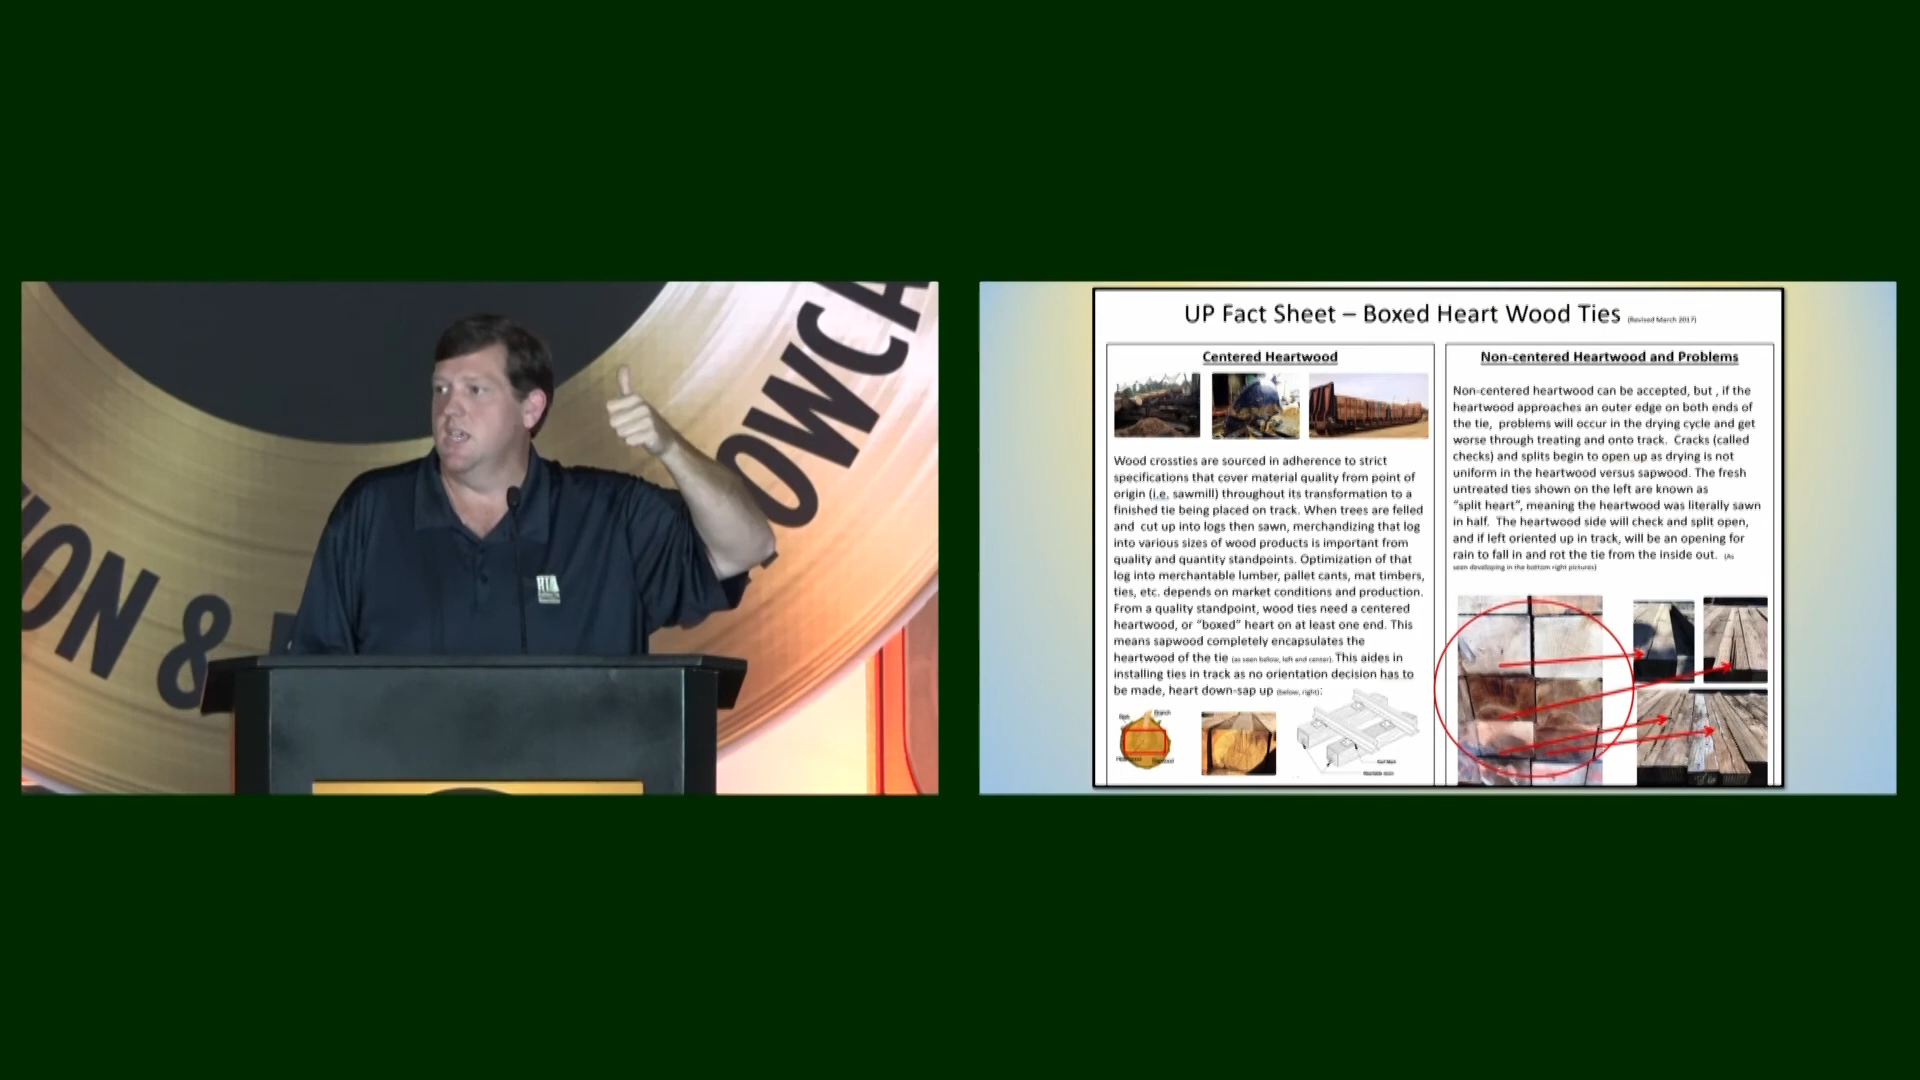 ION &
OWCA
RTA
UP Fact Sheet – Boxed Heart Wood Ties (Revised March 2017)
Centered Heartwood
Wood crossties are sourced in adherence to strict
specifications that cover material quality from point of
origin (i.e. sawmill) throughout its transformation to a
finished tie being placed on track. When trees are felled
and cut up into logs then sawn, merchandizing that log
into various sizes of wood products is important from
quality and quantity standpoints. Optimization of that
log into merchantable lumber, pallet cants, mat timbers,
ties, etc. depends on market conditions and production.
From a quality standpoint, wood ties need a centered
heartwood, or “boxed” heart on at least one end. This
means sapwood completely encapsulates the
heartwood of the tie (as seen below, left and center). This aides in
installing ties in track as no orientation decision has to
be made, heart down-sap up (below, right):
Branch
Non-centered Heartwood and Problems
Non-centered heartwood can be accepted, but , if the
heartwood approaches an outer edge on both ends of
the tie, problems will occur in the drying cycle and get
worse through treating and onto track. Cracks (called
checks) and splits begin to open up as drying is not
uniform in the heartwood versus sapwood. The fresh
untreated ties shown on the left are known as
“split heart”, meaning the heartwood was literally sawn
in half. The heartwood side will check and split open,
and if left oriented up in track, will be an opening for
rain to fall in and rot the tie from the inside out. (As
seen developing in the bottom right pictures)